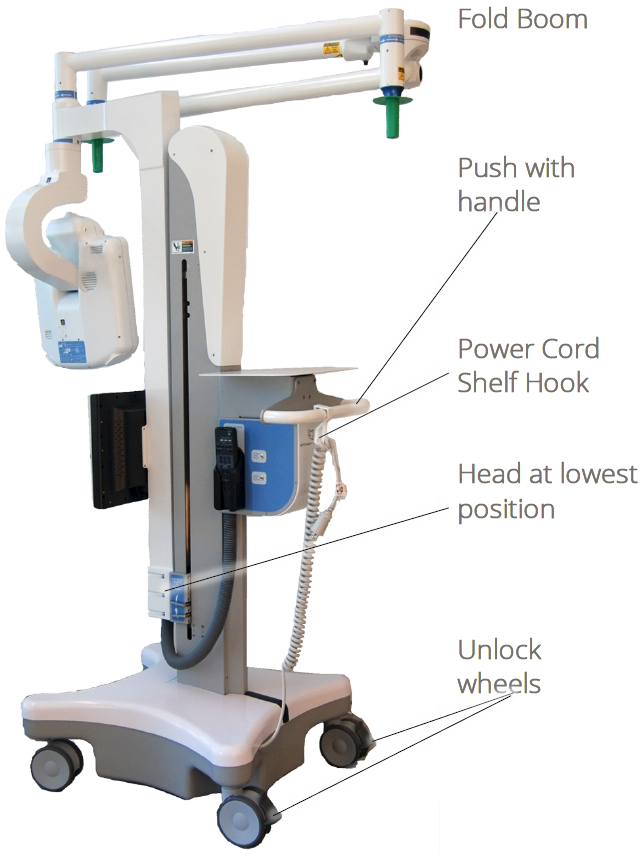 Fold Boom
Push with
handle
Power Cord
Shelf Hook
Head at lowest
position
Unlock
wheels